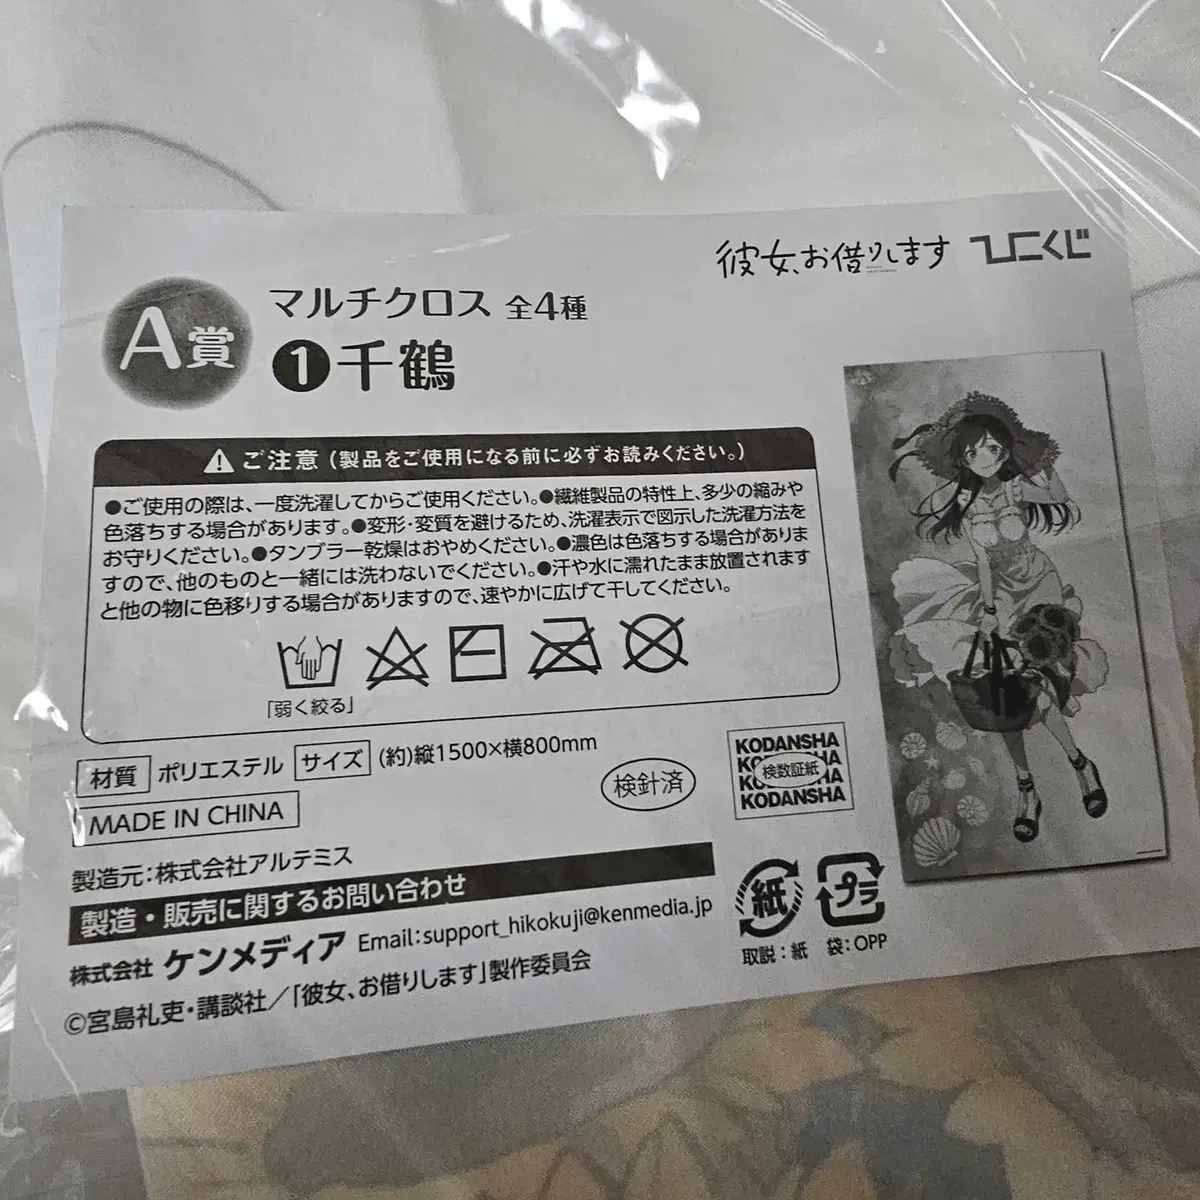 彼女、お借りします ひこくじ
A賞
マルチクロス 全4種
❶千鶴
⚠ご注意(製品をご使用になる前に必ずお読みください。)
●ご使用の際は、一度洗濯してからご使用ください。●繊維製品の特性上、多少の縮みや
色落ちする場合があります。●変形・変質を避けるため、洗濯表示で図示した洗濯方法を
お守りください。●タンブラー乾燥はおやめください。●濃色は色落ちする場合がありま
すので、他のものと一緒には洗わないでください。●汗や水に濡れたまま放置されます
と他の物に色移りする場合がありますので、速やかに広げて干してください。
「弱く絞る」
材質 ポリエステル サイズ (約)縦1500×横800mm
MADE IN CHINA
検針済
KODANSHA
KODANSHA
検数証紙
KODANSHA
KODANSHA
製造元:株式会社アルテミス
製造・販売に関するお問い合わせ
株式会社 ケンメディア Email:support_hikokuji@kenmedia.jp
©宮島礼吏・講談社/「彼女、お借りします」製作委員会
紙 プラ
取説:紙 袋:OPP